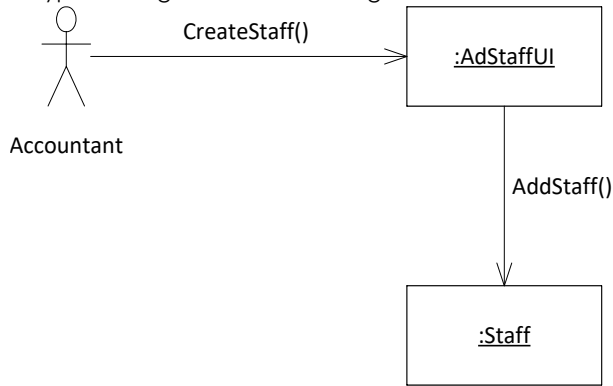 CreateStaff()
:AdStaffUI
Accountant
AddStaff()
:Staff